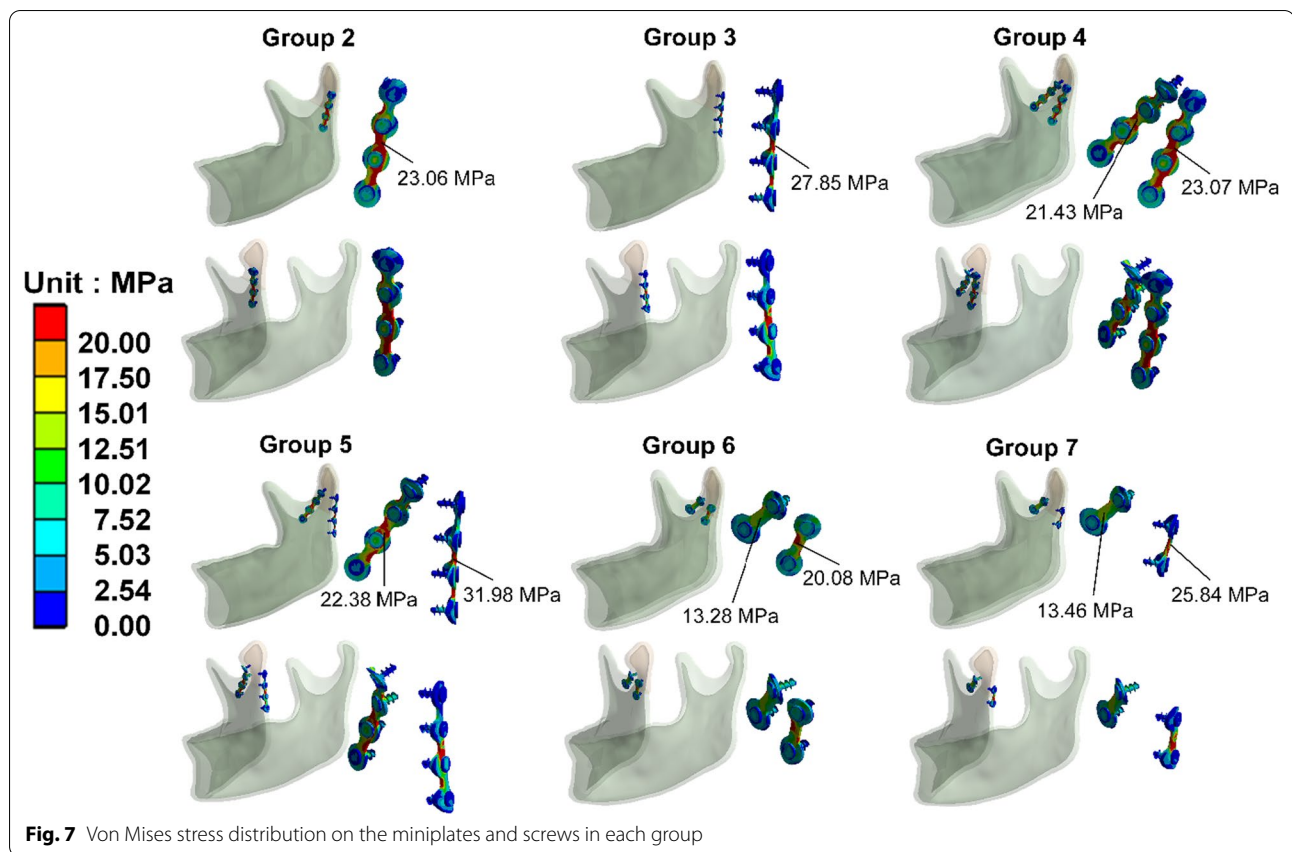 Group 2
Group 3
Group 4
23.06 MPa
27.85 MPa
23.07 MPa
21.43 MPa
Unit : MPa
20.00
17.50
15.01
12.51
10.02
7.52
5.03
2.54
0.00
Group 5
Group 6
Group 7
22.38 MPa
31.98 MPa
13.28 MPa
20.08 MPa
13.46 MPa
25.84 MPa
Fig. 7 Von Mises stress distribution on the miniplates and screws in each group